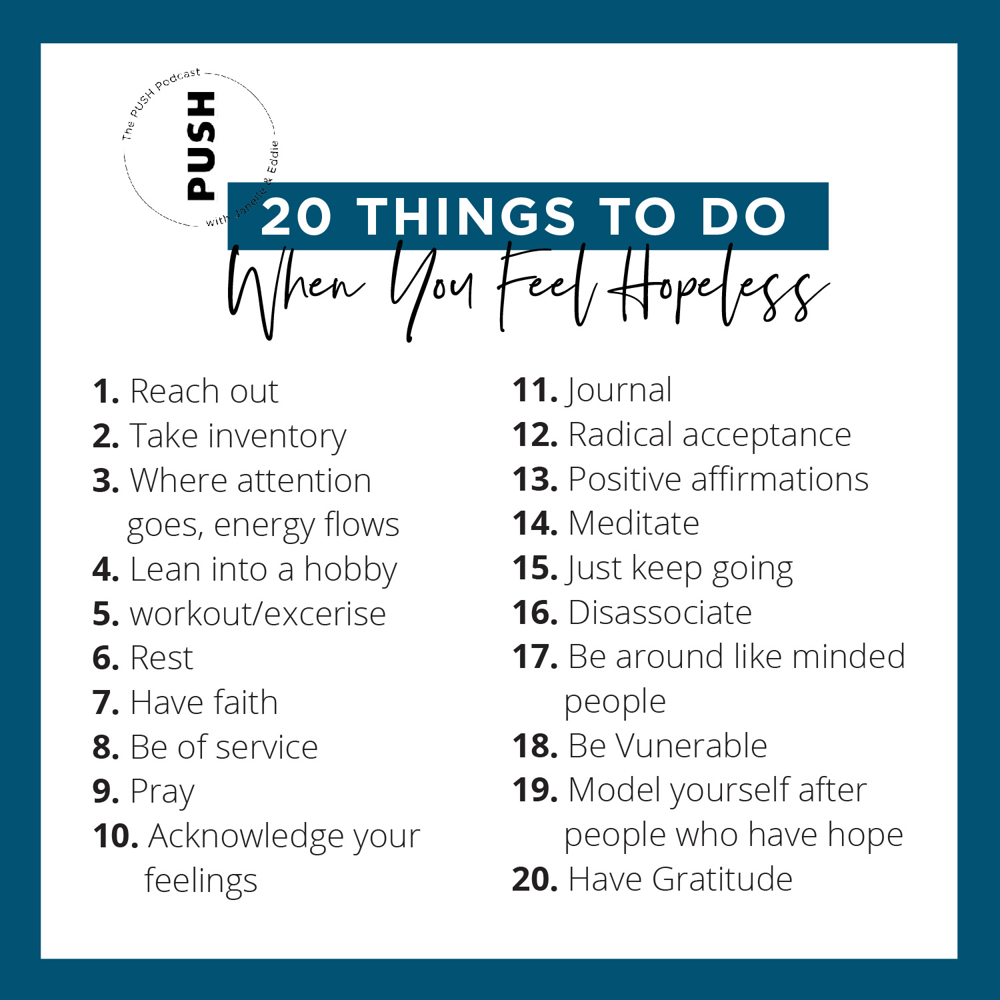 The PUSH Podcast
PUSH
with Janelle & Eddie
20 THINGS TO DO
When You Feel Hopeless
1. Reach out
2. Take inventory
3. Where attention
goes, energy flows
4. Lean into a hobby
5. workout/excerise
6. Rest
7. Have faith
8. Be of service
9. Pray
10. Acknowledge your
feelings
11. Journal
12. Radical acceptance
13. Positive affirmations
14. Meditate
15. Just keep going
16. Disassociate
17. Be around like minded
people
18. Be Vunerable
19. Model yourself after
people who have hope
20. Have Gratitude